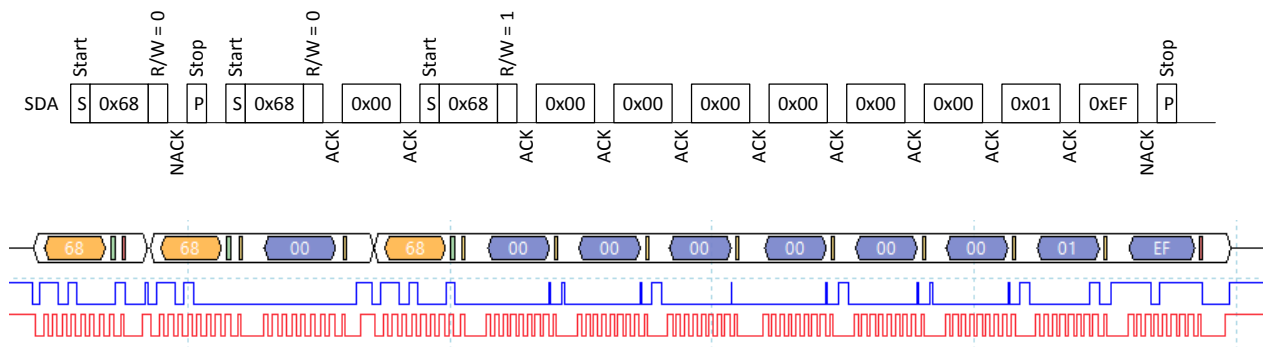 Start R/W = 0 Stop Start R/W = 0 Start R/W = 1 Stop
SDA S 0x68 P S 0x68 0x00 S 0x68 0x00 0x00 0x00 0x00 0x00 0x00 0x01 0xEF P
NACK ACK ACK ACK ACK ACK ACK ACK ACK ACK ACK NACK
68 68 00 68 00 00 00 00 00 00 01 EF